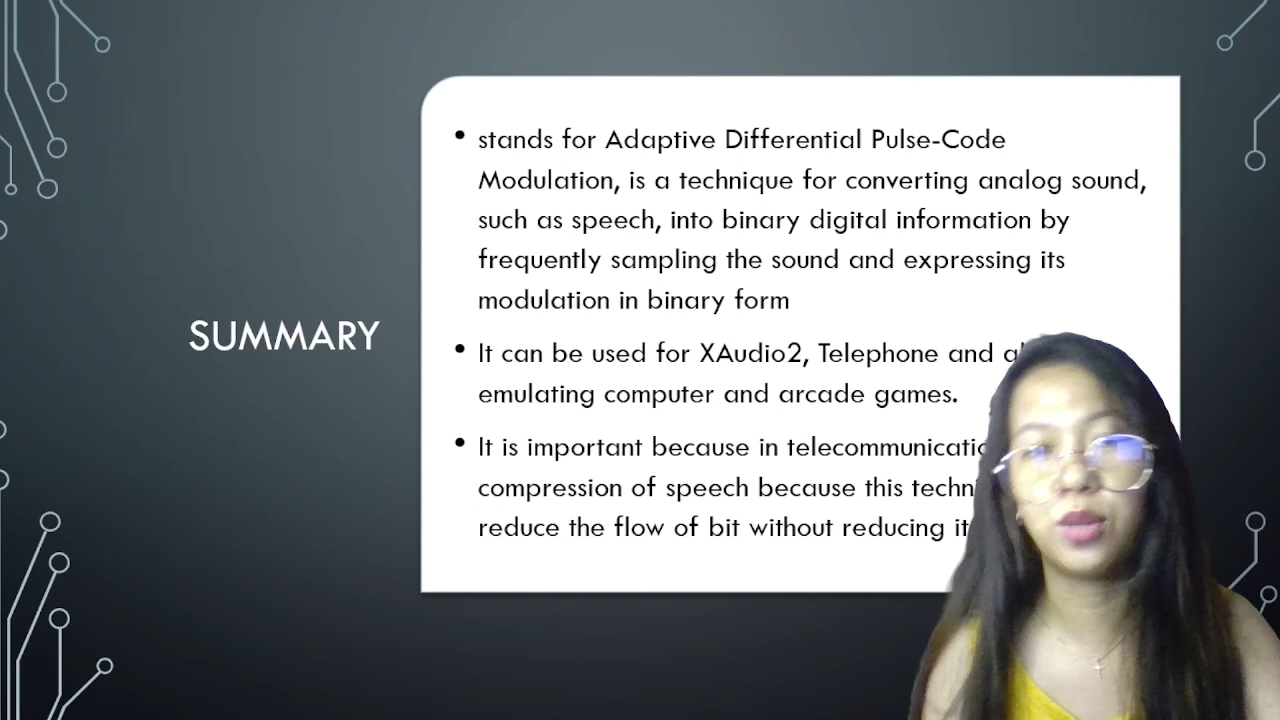 SUMMARY
• stands for Adaptive Differential Pulse-Code
Modulation, is a technique for converting analog sound,
such as speech, into binary digital information by
frequently sampling the sound and expressing its
modulation in binary form
• It can be used for XAudio2, Telephone and
emulating computer and arcade games.
• It is important because in
compression of speech because this
reduce the flow of bit without reducing